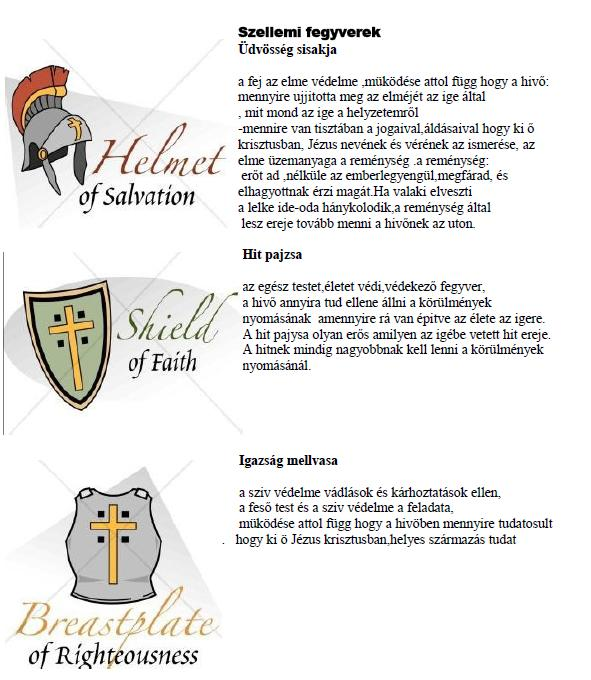 Szellemi fegyverek
Üdvösség sisakja
a fej az elme védelme ,müködése attol függ hogy a hivő:
mennyire ujjitotta meg az elméjét az ige által
, mit mond az ige a helyzetemről
-mennire van tisztában a jogaival,áldásaival hogy ki ő
krisztusban, Jézus nevének és vérének az ismerése, az
elme üzemanyaga a reménység .a reménység:
erőt ad ,nélküle az emberlegyengül,megfárad, és
elhagyottnak érzi magát.Ha valaki elveszti
a lelke ide-oda hánykolodik,a reménység által
lesz ereje tovább menni a hivőnek az uton.
Helmet
of Salvation
Hit pajzsa
az egész testet,életet védi,védekező fegyver,
a hivő annyira tud ellene állni a körülmények
nyomásának amennyire rá van épitve az élete az igere.
A hit pajysa olyan erős amilyen az igébe vetett hit ereje.
A hitnek mindig nagyobbnak kell lenni a körülmények
nyomásánál.
Shield
of Faith
Igazság mellvasa
a sziv védelme vádlások és kárhoztatások ellen,
a feső test és a sziv védelme a feladata,
müködése attol függ hogy a hivőben mennyire tudatosult
. hogy ki ő Jézus krisztusban,helyes származás tudat
Breastplate
of Righteousness